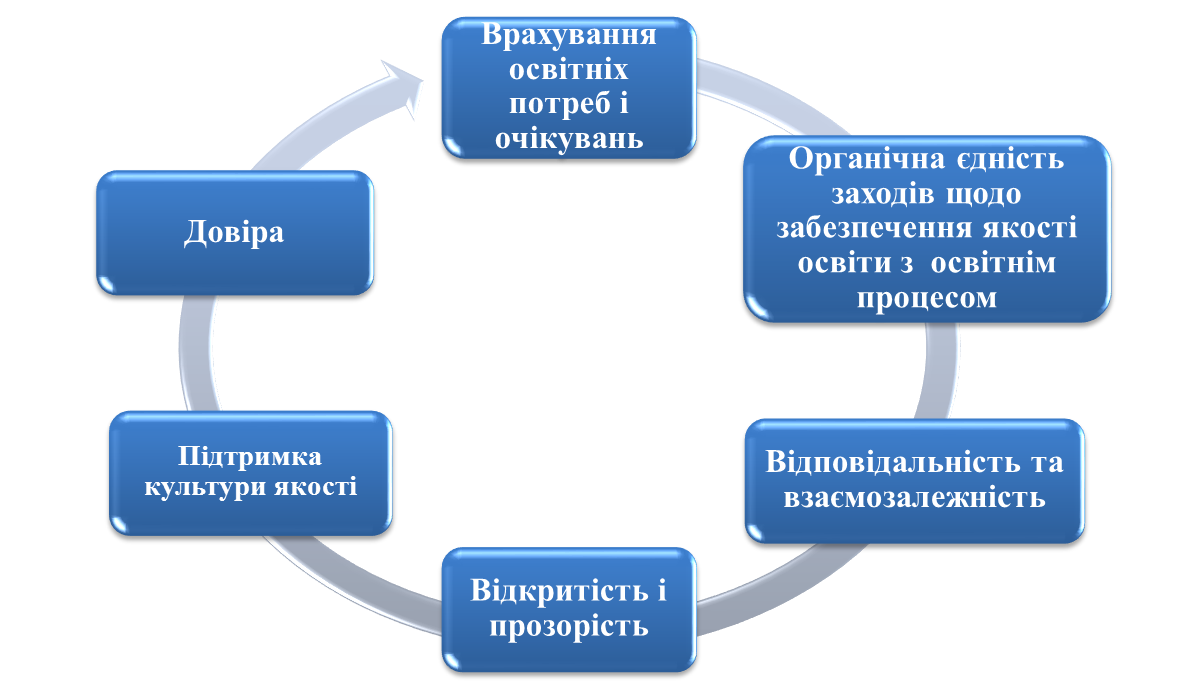 Врахування
освітніх
потреб і
очікувань
Органічна єдність
заходів щодо
забезпечення якості
освіти з  освітнім
процесом
Відповідальність та
взаємозалежність
Відкритість і
прозорість
Підтримка
культури якості
Довіра